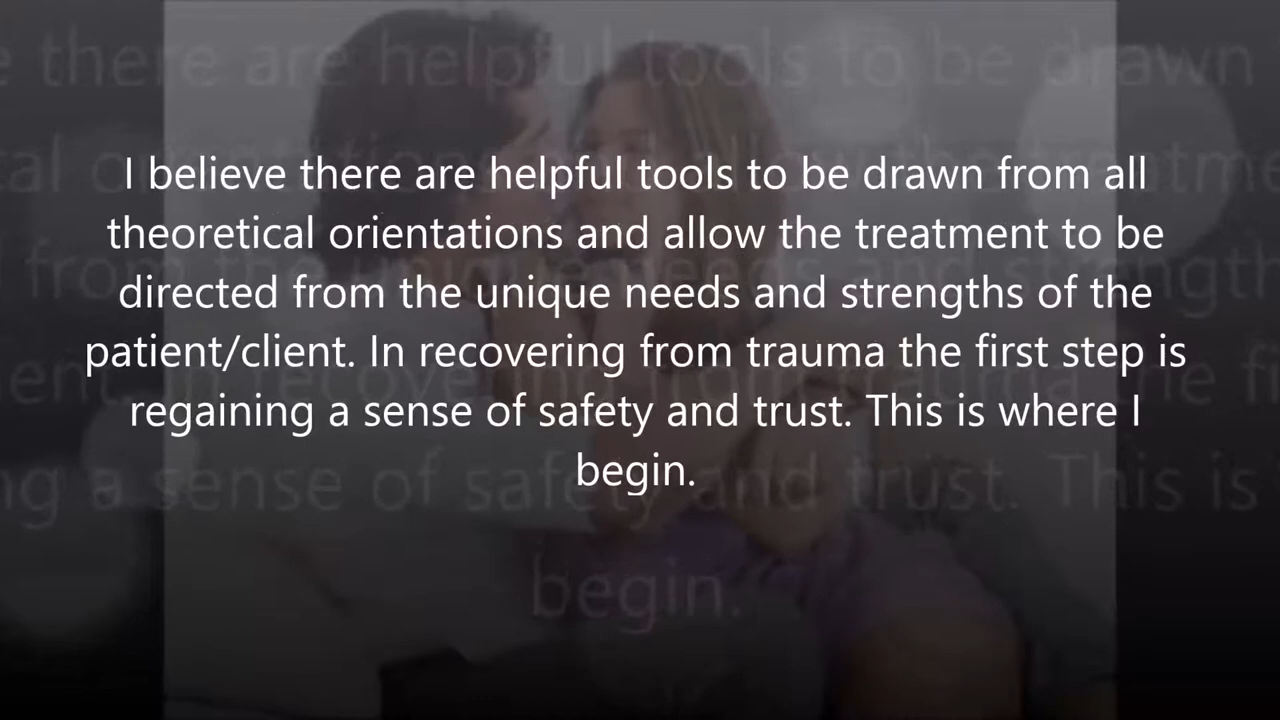 I believe there are helpful tools to be drawn from all
theoretical orientations and allow the treatment to be
directed from the unique needs and strengths of the
patient/client. In recovering from trauma the first step is
regaining a sense of safety and trust. This is where I
begin.